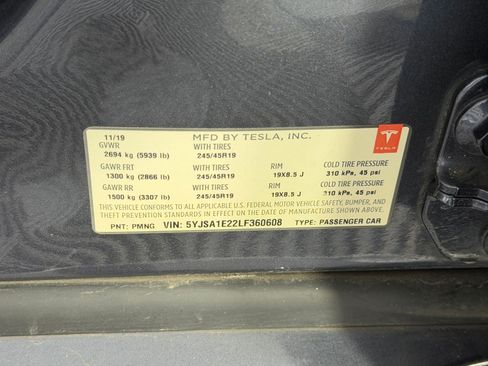 11/19 MFD BY TESLA, INC.
GVWR WITH TIRES
2694 kg (5939 lb) 245/45R19
GAWR FRT WITH TIRES RIM COLD TIRE PRESSURE
1300 kg (2866 lb) 245/45R19 19X8.5 J 310 kPa, 45 psi
GAWR RR WITH TIRES RIM COLD TIRE PRESSURE
1500 kg (3307 lb) 245/45R19 19X8.5 J 310 kPa, 45 psi
THIS VEHICLE CONFORMS TO ALL APPLICABLE U.S. FEDERAL MOTOR VEHICLE SAFETY, BUMPER, AND
THEFT PREVENTION STANDARDS IN EFFECT ON THE DATE OF MANUFACTURE SHOWN ABOVE.
PNT: PMNG VIN: 5YJSA1E22LF360608 TYPE: PASSENGER CAR
TESLA